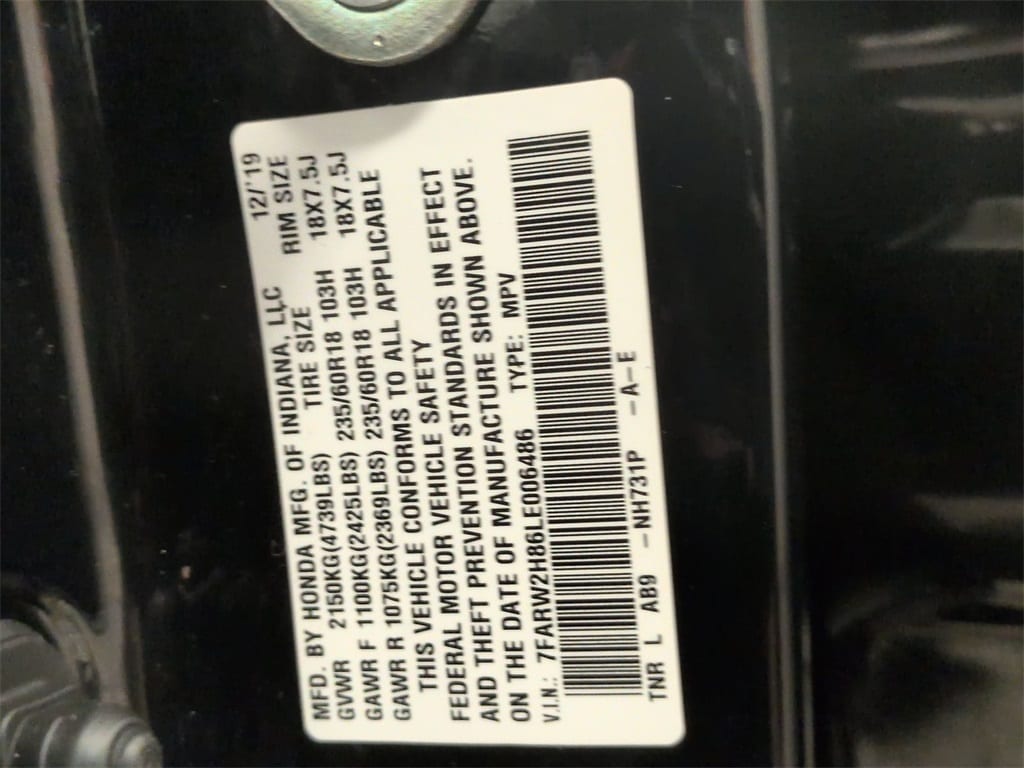 MFD. BY HONDA MFG. OF INDIANA, LLC 12/'19
GVWR 2150KG(4739LBS) TIRE SIZE RIM SIZE
GAWR F 1100KG(2425LBS) 235/60R18 103H 18X7.5J
GAWR R 1075KG(2369LBS) 235/60R18 103H 18X7.5J
THIS VEHICLE CONFORMS TO ALL APPLICABLE
FEDERAL MOTOR VEHICLE SAFETY
AND THEFT PREVENTION STANDARDS IN EFFECT
ON THE DATE OF MANUFACTURE SHOWN ABOVE.
V.I.N.: 7FARW2H86LE006486 TYPE: MPV
TNR L AB9 -NH731P -A-E